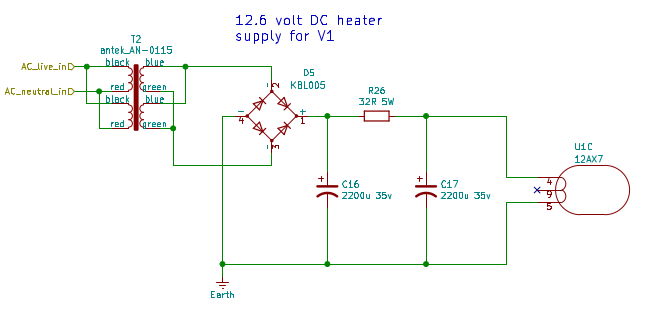 12.6 volt DC heater
supply for V1
T2
antek_AN-0115
black blue
AC_live_in
red green
AC_neutral_in
black blue
red green
D5
KBL005
2
- +
4 1
3
R26
32R 5W
+ C16
2200u 35v
+ C17
2200u 35v
U1C
12AX7
4
9
5
Earth